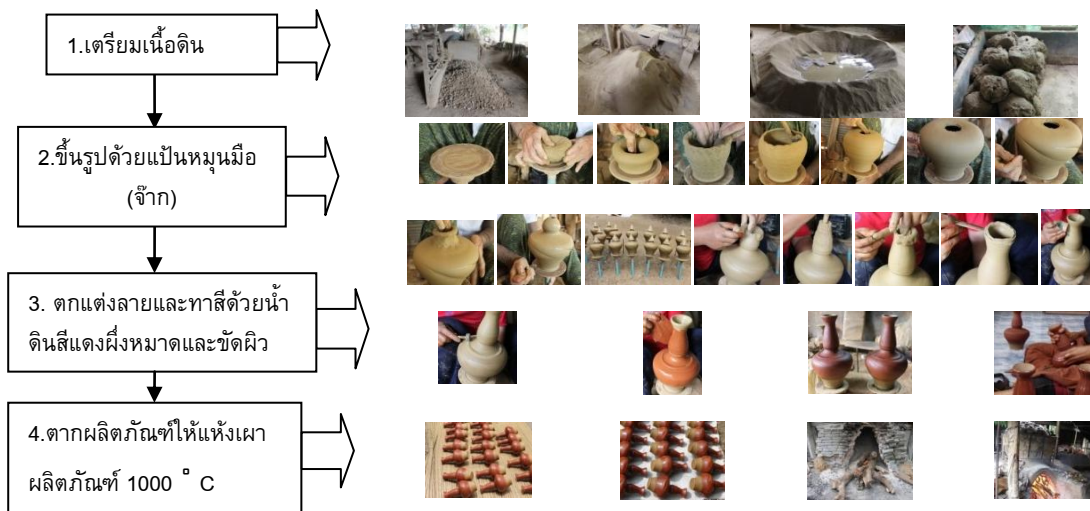 1.เตรียมเนื้อดิน
2.ขึ้นรูปด้วยแป้นหมุนมือ
(จ๊าก)
3. ตกแต่งลายและทาสีด้วยน้ำ
ดินสีแดงผึ่งหมาดและขัดผิว
4.ตากผลิตภัณฑ์ให้แห้งเผา
ผลิตภัณฑ์ 1000 ° C